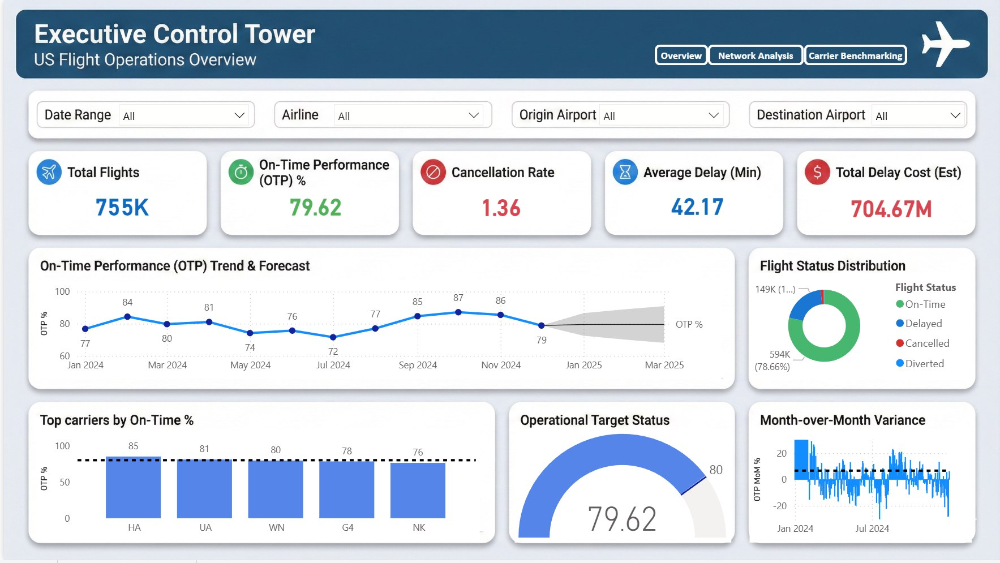 Executive Control Tower
US Flight Operations Overview
Overview
Network Analysis
Carrier Benchmarking
Date Range
All
Airline
All
Origin Airport
All
Destination Airport
All
Total Flights
755K
On-Time Performance
(OTP) %
79.62
Cancellation Rate
1.36
Average Delay (Min)
42.17
Total Delay Cost (Est)
704.67M
On-Time Performance (OTP) Trend & Forecast
OTP %
100
80
60
77
84
80
81
74
76
72
77
85
87
86
79
OTP %
Jan 2024
Mar 2024
May 2024
Jul 2024
Sep 2024
Nov 2024
Jan 2025
Mar 2025
Flight Status Distribution
149K (1...)
594K
(78.66%)
Flight Status
On-Time
Delayed
Cancelled
Diverted
Top carriers by On-Time %
OTP %
100
50
0
85
81
80
78
76
HA
UA
WN
G4
NK
Operational Target Status
80
79.62
Month-over-Month Variance
OTP MoM %
20
0
-20
Jan 2024
Jul 2024